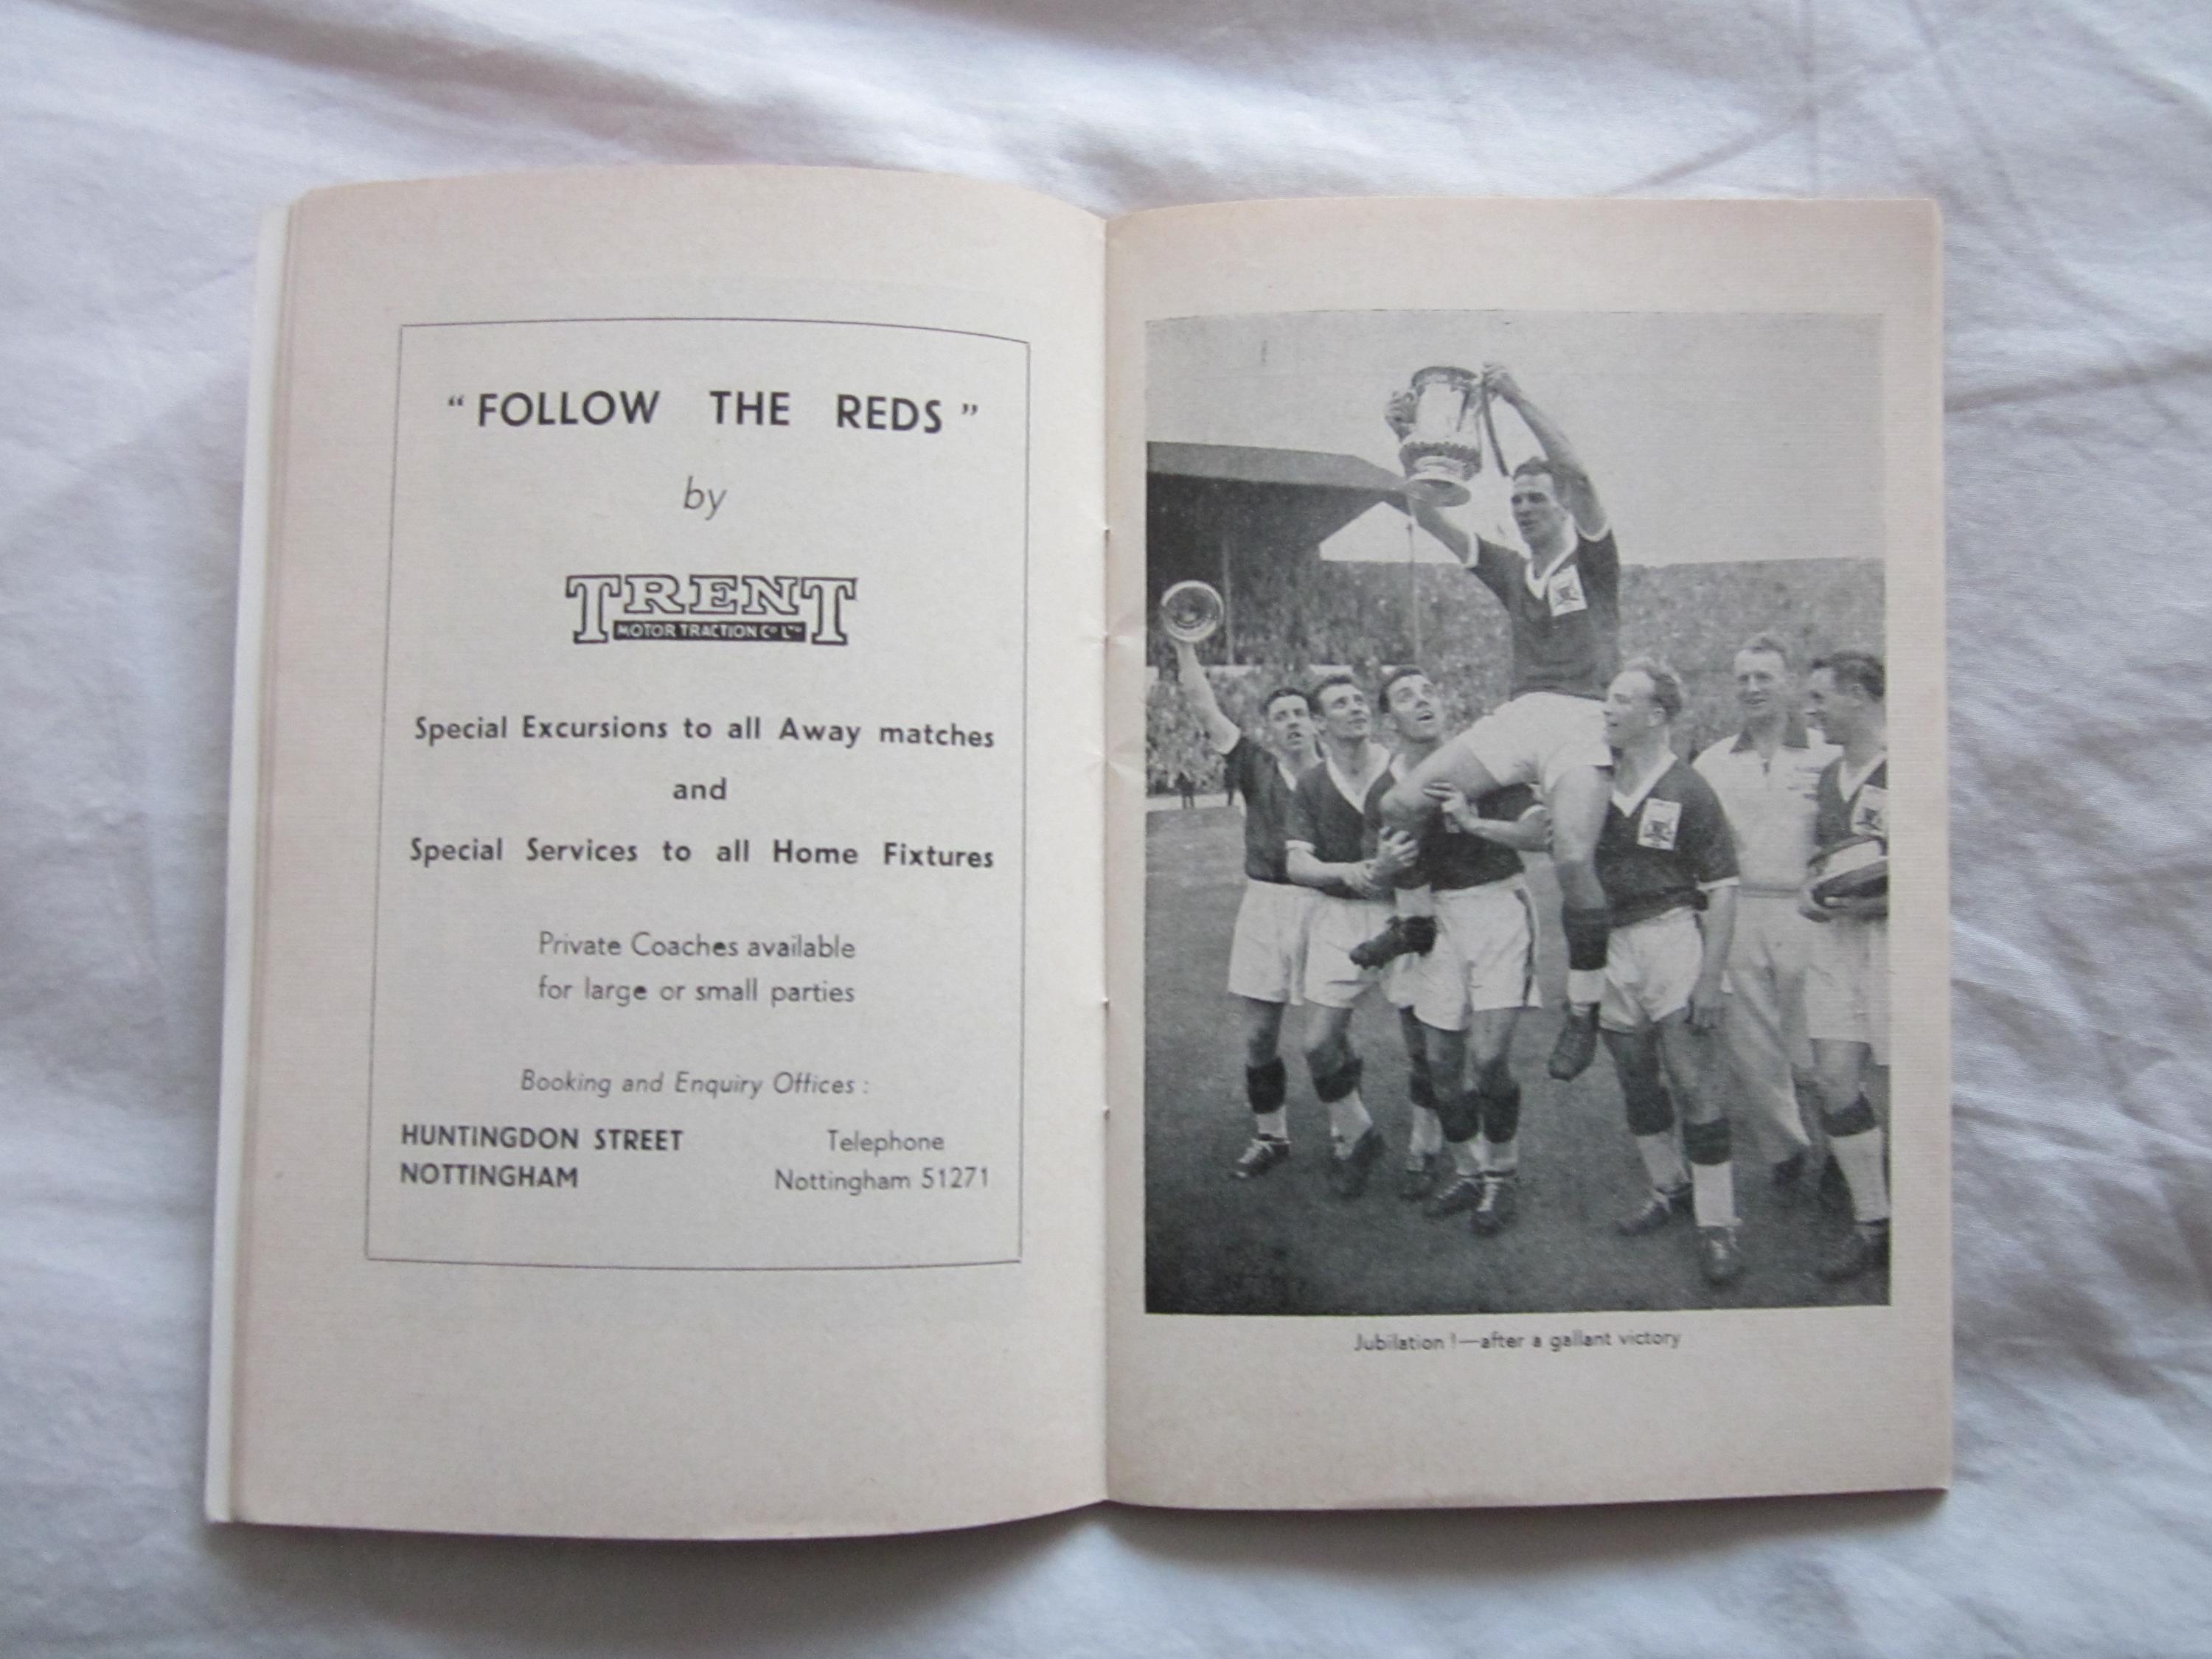 “FOLLOW THE REDS”
by
TRENT
MOTOR TRACTION Cº LTD
Special Excursions to all Away matches
and
Special Services to all Home Fixtures
Private Coaches available
for large or small parties
Booking and Enquiry Offices :
HUNTINGDON STREET
NOTTINGHAM
Telephone
Nottingham 51271
Jubilation !—after a gallant victory